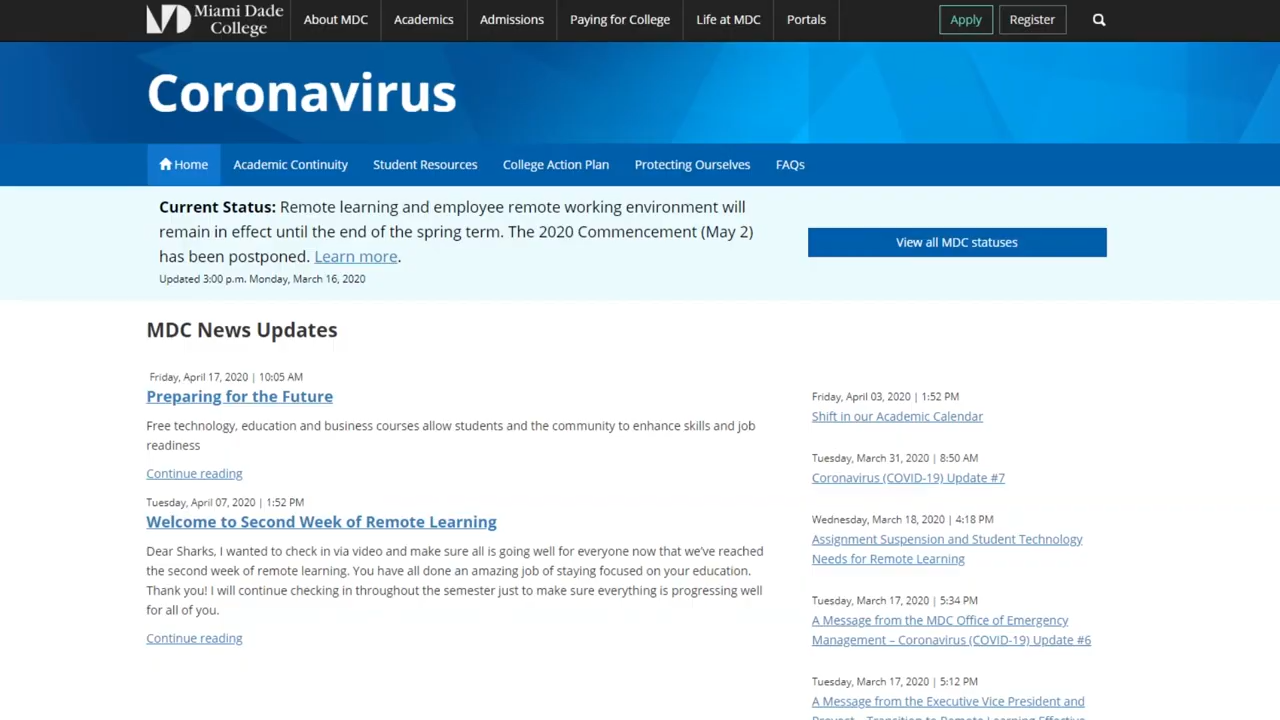 Miami Dade
College
About MDC
Academics
Admissions
Paying for College
Life at MDC
Portals
Apply
Register
Coronavirus
Home
Academic Continuity
Student Resources
College Action Plan
Protecting Ourselves
FAQs
Current Status: Remote learning and employee remote working environment will
remain in effect until the end of the spring term. The 2020 Commencement (May 2)
has been postponed. Learn more.
Updated 3:00 p.m. Monday, March 16, 2020
View all MDC statuses
MDC News Updates
Friday, April 17, 2020 | 10:05 AM
Preparing for the Future
Free technology, education and business courses allow students and the community to enhance skills and job
readiness
Continue reading
Tuesday, April 07, 2020 | 1:52 PM
Welcome to Second Week of Remote Learning
Dear Sharks, I wanted to check in via video and make sure all is going well for everyone now that we've reached
the second week of remote learning. You have all done an amazing job of staying focused on your education.
Thank you! I will continue checking in throughout the semester just to make sure everything is progressing well
for all of you.
Continue reading
Friday, April 03, 2020 | 1:52 PM
Shift in our Academic Calendar
Tuesday, March 31, 2020 | 8:50 AM
Coronavirus (COVID-19) Update #7
Wednesday, March 18, 2020 | 4:18 PM
Assignment Suspension and Student Technology
Needs for Remote Learning
Tuesday, March 17, 2020 | 5:34 PM
A Message from the MDC Office of Emergency
Management – Coronavirus (COVID-19) Update #6
Tuesday, March 17, 2020 | 5:12 PM
A Message from the Executive Vice President and
Provost – Transition to Remote Learning Effective